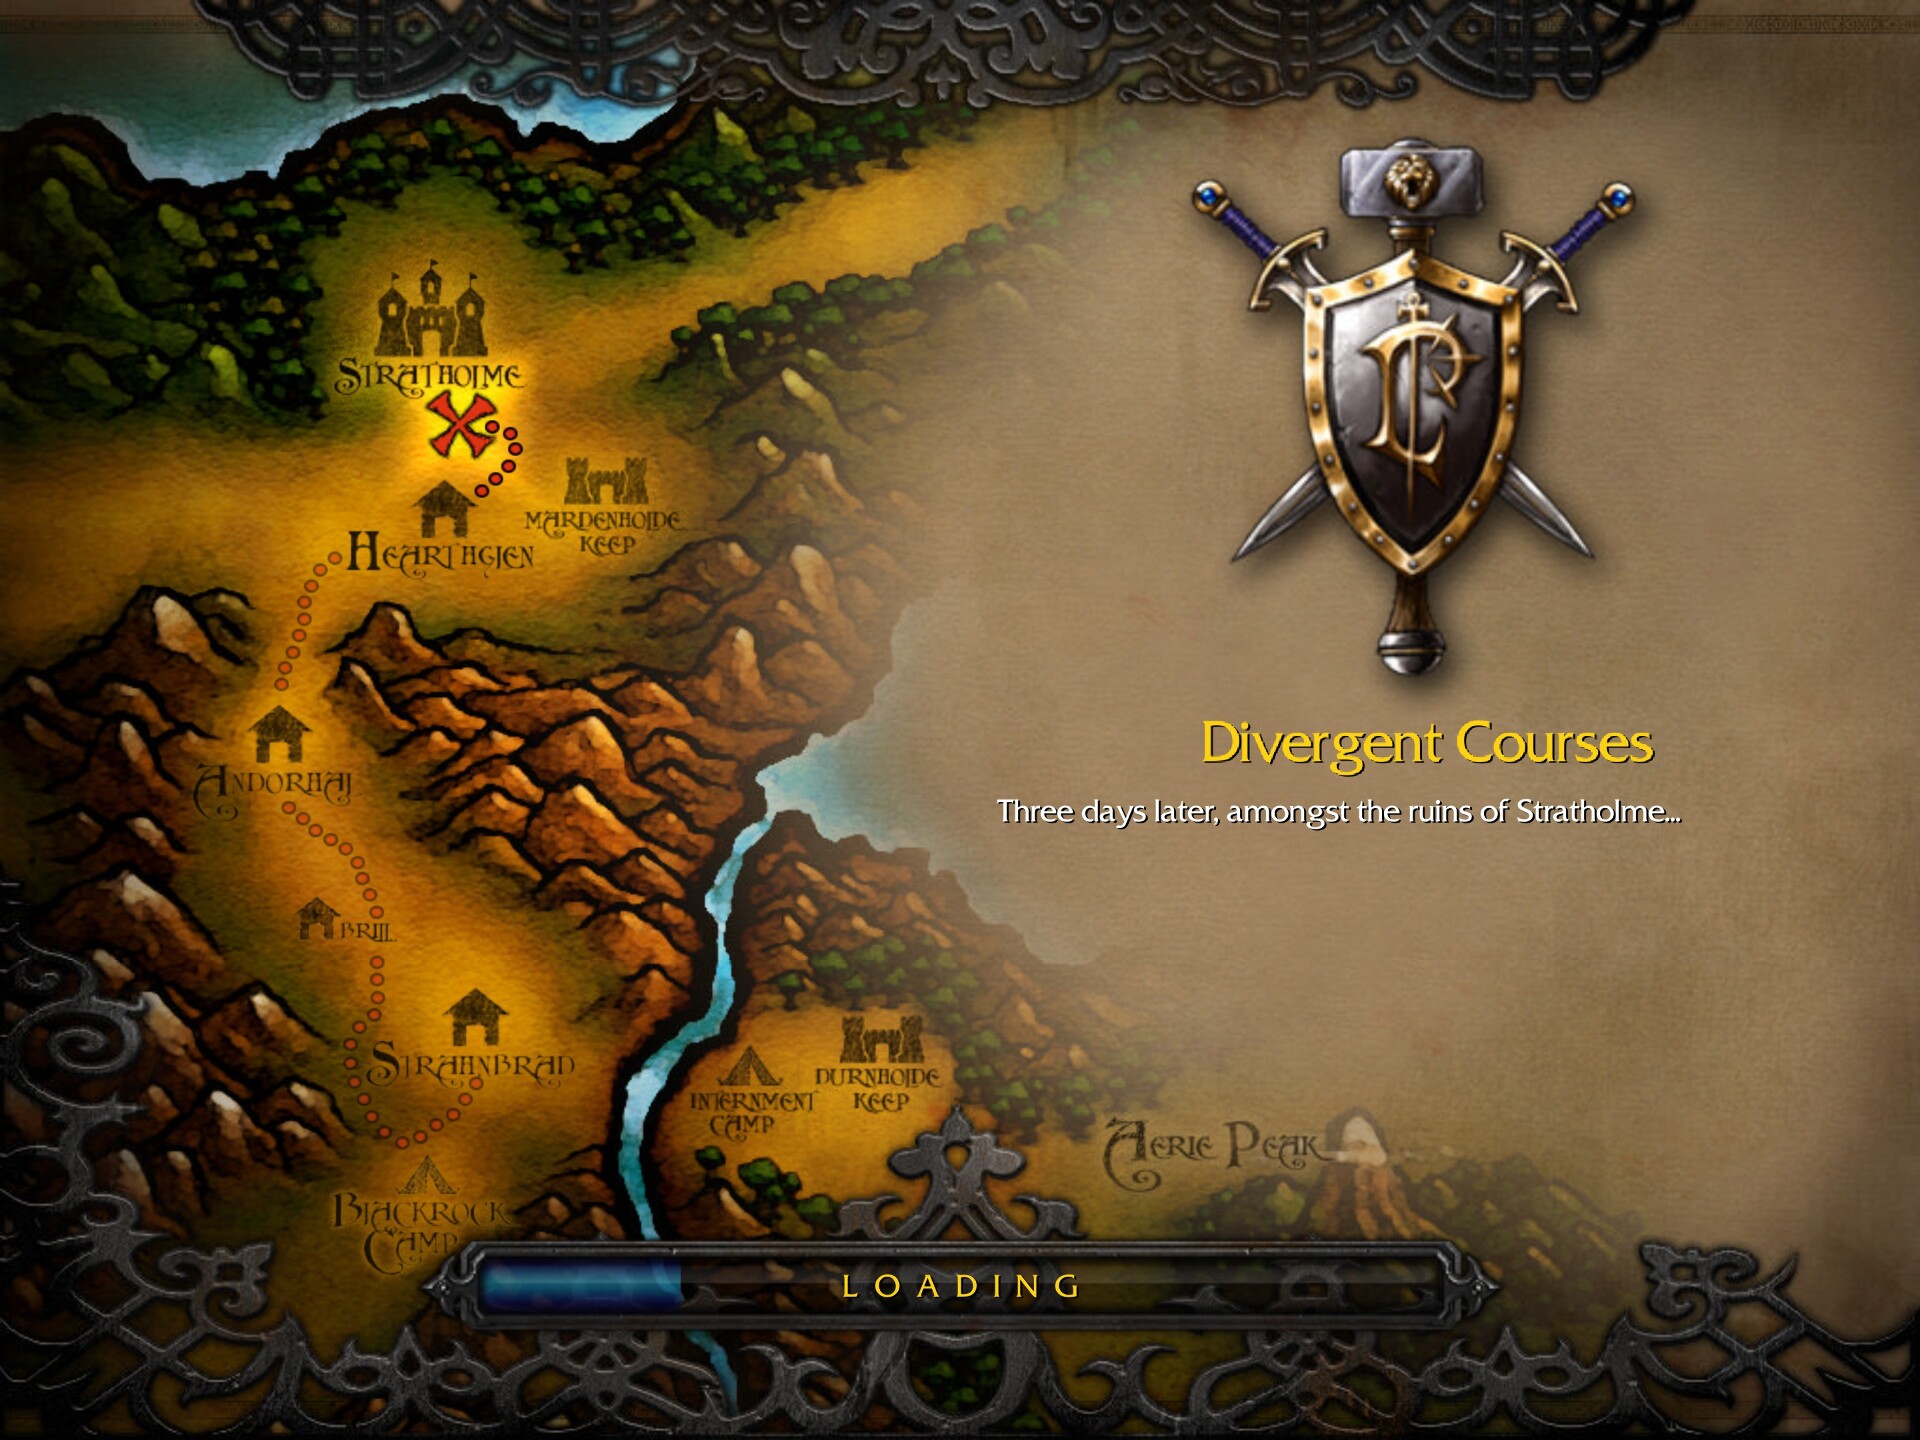 Stratholme
Mardenholde
Keep
Hearthglen
Andorhal
Brill
Strahnbrad
Internment
Camp
Durnholde
Keep
Aerie Peak
Blackrock
Camp
Divergent Courses
Three days later, amongst the ruins of Stratholme...
LOADING